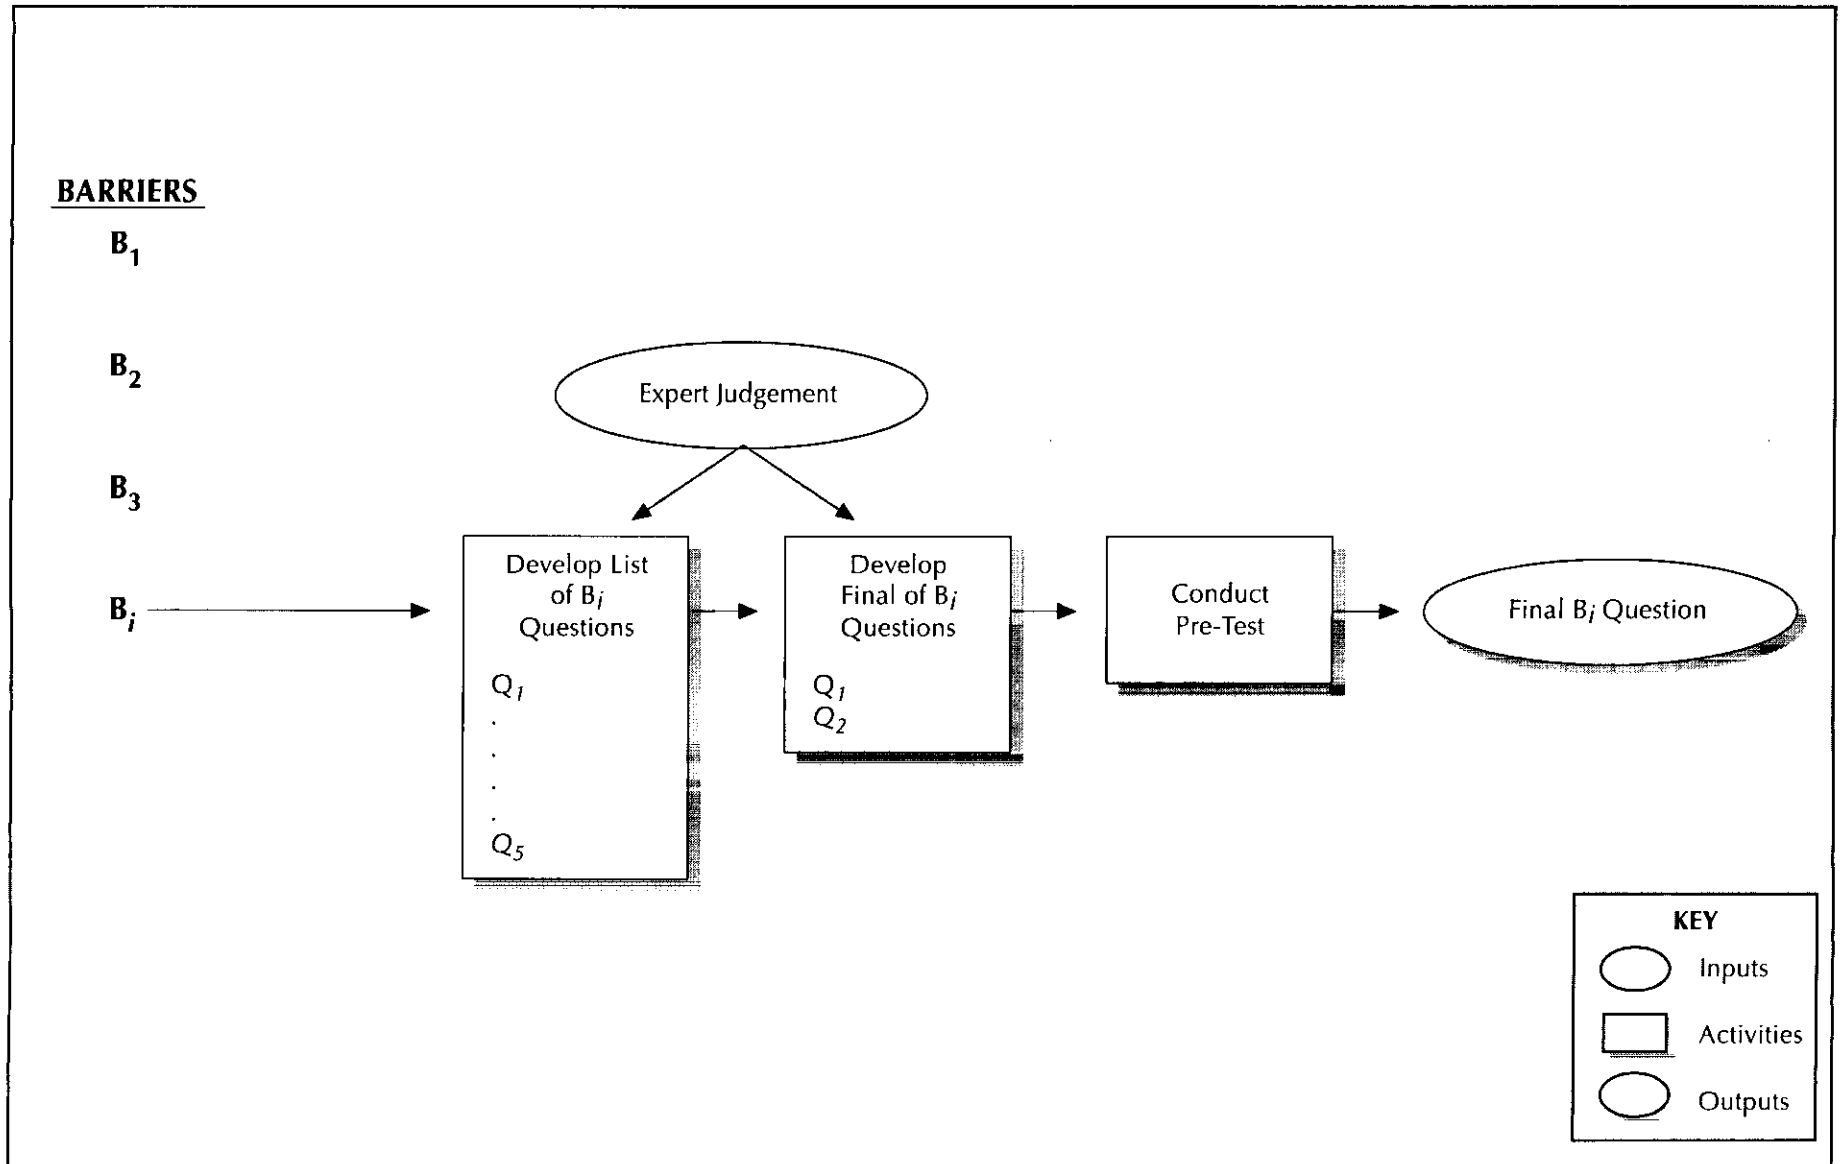 BARRIERS
B1
B2
B3
Bi
Expert Judgement
Develop List
of Bi
Questions
Q1
.
.
.
.
Q5
Develop
Final of Bi
Questions
Q1
Q2
Conduct
Pre-Test
Final Bi Question
KEY
Inputs
Activities
Outputs